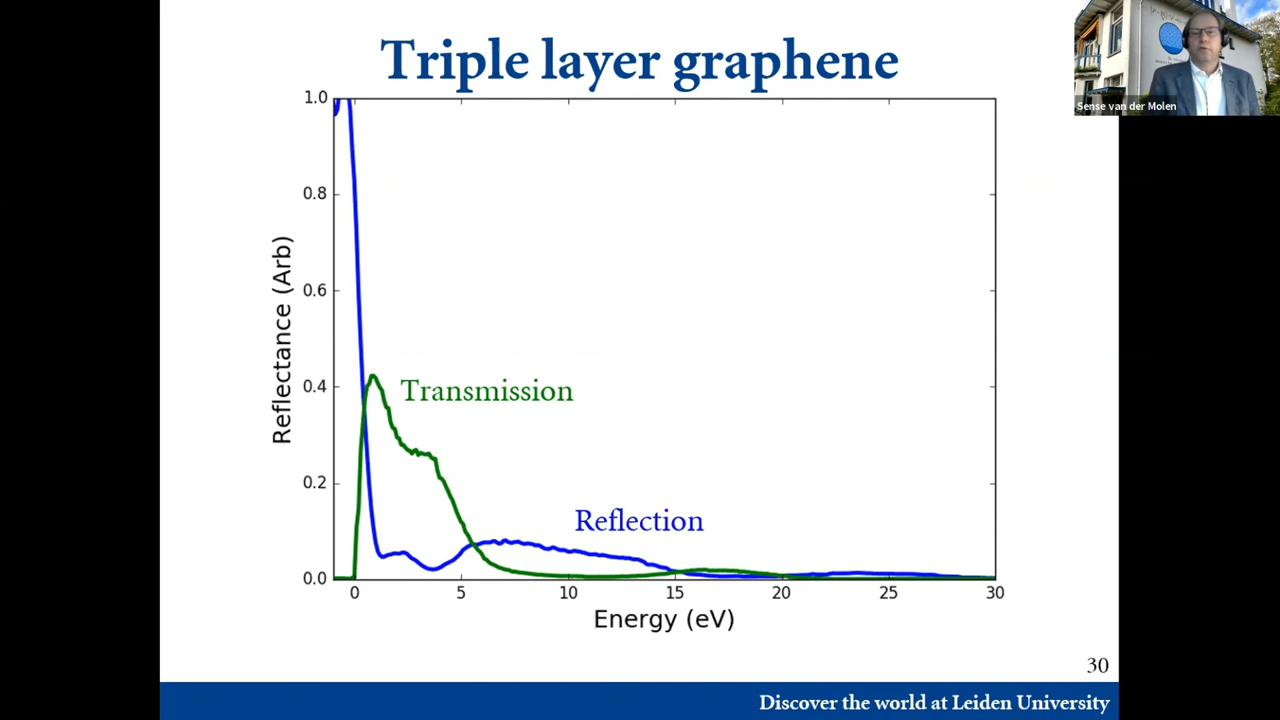 Triple layer graphene
Sense van der Molen
1.0
0.8
0.6
0.4
0.2
0.0
Reflectance (Arb)
Transmission
Reflection
0 5 10 15 20 25 30
Energy (eV)
30
Discover the world at Leiden University